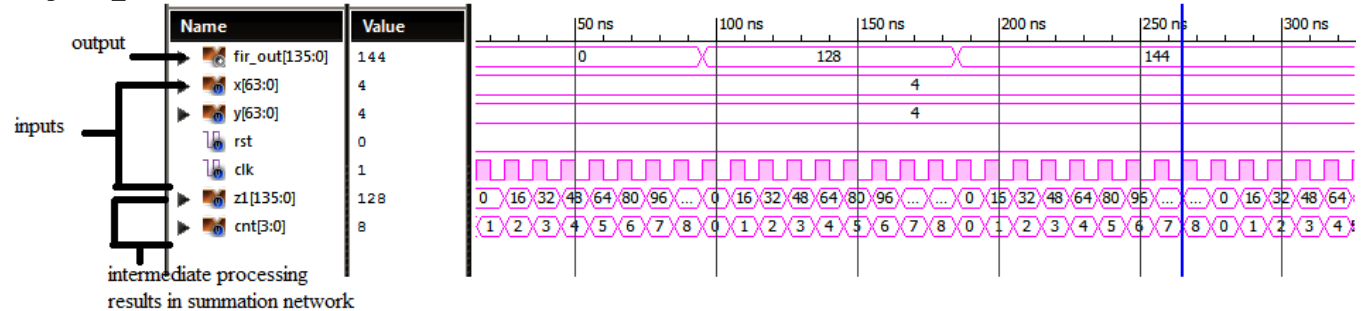 Name Value 50 ns 100 ns 150 ns 200 ns 250 ns 300 ns
output
fir_out[135:0] 144 0 128 144
x[63:0] 4 4
y[63:0] 4 4
inputs
rst 0
clk 1
z1[135:0] 128 0 16 32 48 64 80 96 ... 0 16 32 48 64 80 96 ... ... 0 16 32 48 64 80 96 ... ... 0 16 32 48 64
cnt[3:0] 8 1 2 3 4 5 6 7 8 0 1 2 3 4 5 6 7 8 0 1 2 3 4 5 6 7 8 0 1 2 3 4
intermediate processing
results in summation network